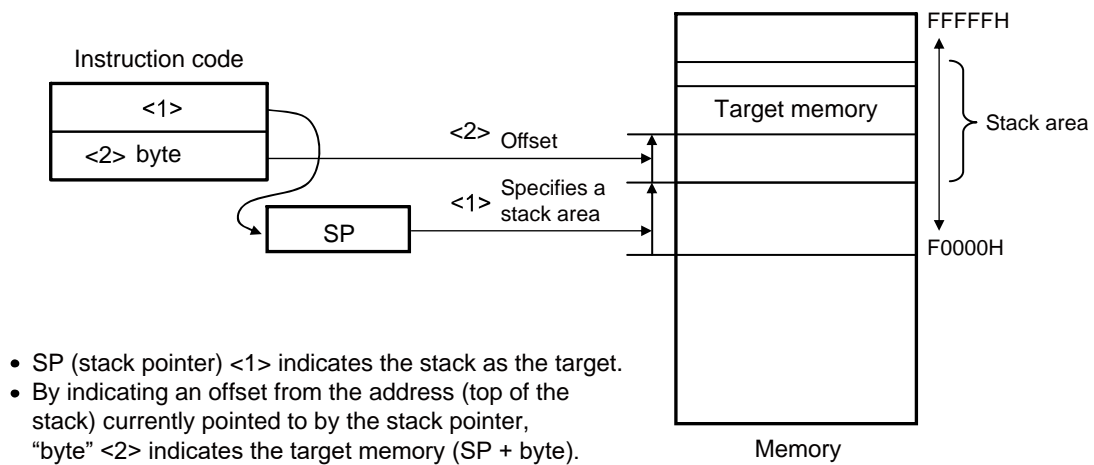 FFFFFH
Instruction code
<1>
Target memory
Stack area
<2> Offset
<2> byte
<1> Specifies a
stack area
SP
F0000H
• SP (stack pointer) <1> indicates the stack as the target.
• By indicating an offset from the address (top of the
stack) currently pointed to by the stack pointer,
“byte” <2> indicates the target memory (SP + byte).
Memory